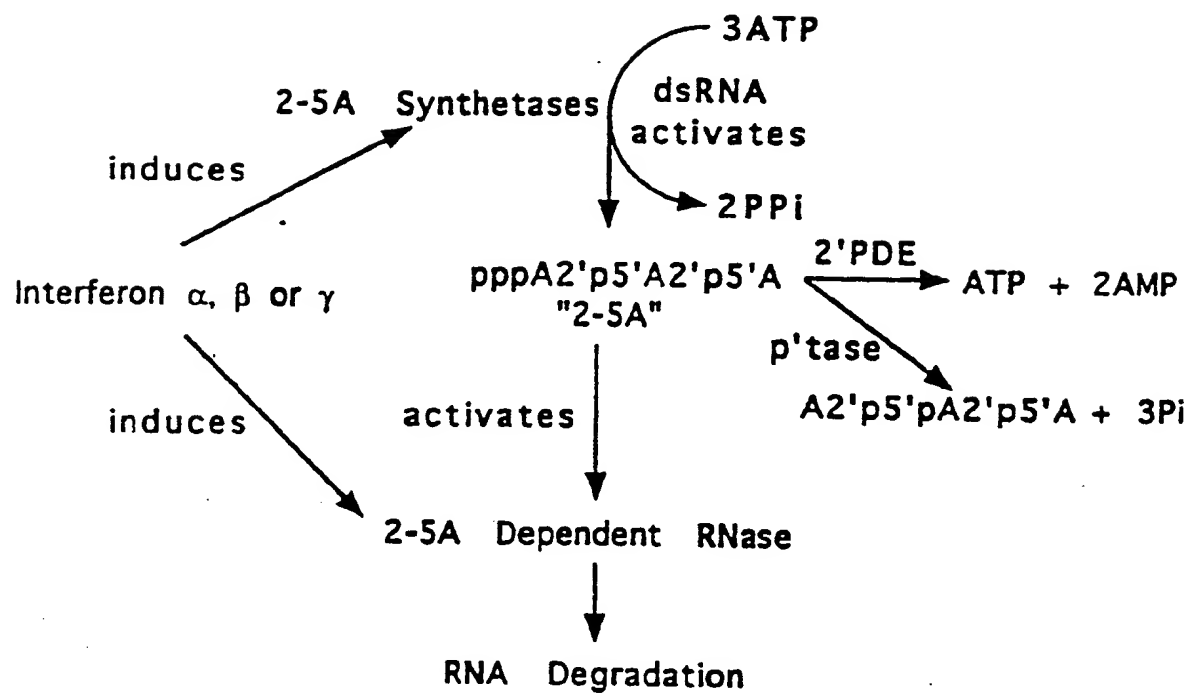 3ATP
2-5A Synthetases
dsRNA
activates
induces
2PPi
pppA2'p5'A2'p5'A
"2-5A"
2'PDE
ATP + 2AMP
Interferon α, β or γ
p'tase
A2'p5'pA2'p5'A + 3Pi
induces
activates
2-5A Dependent RNase
RNA Degradation